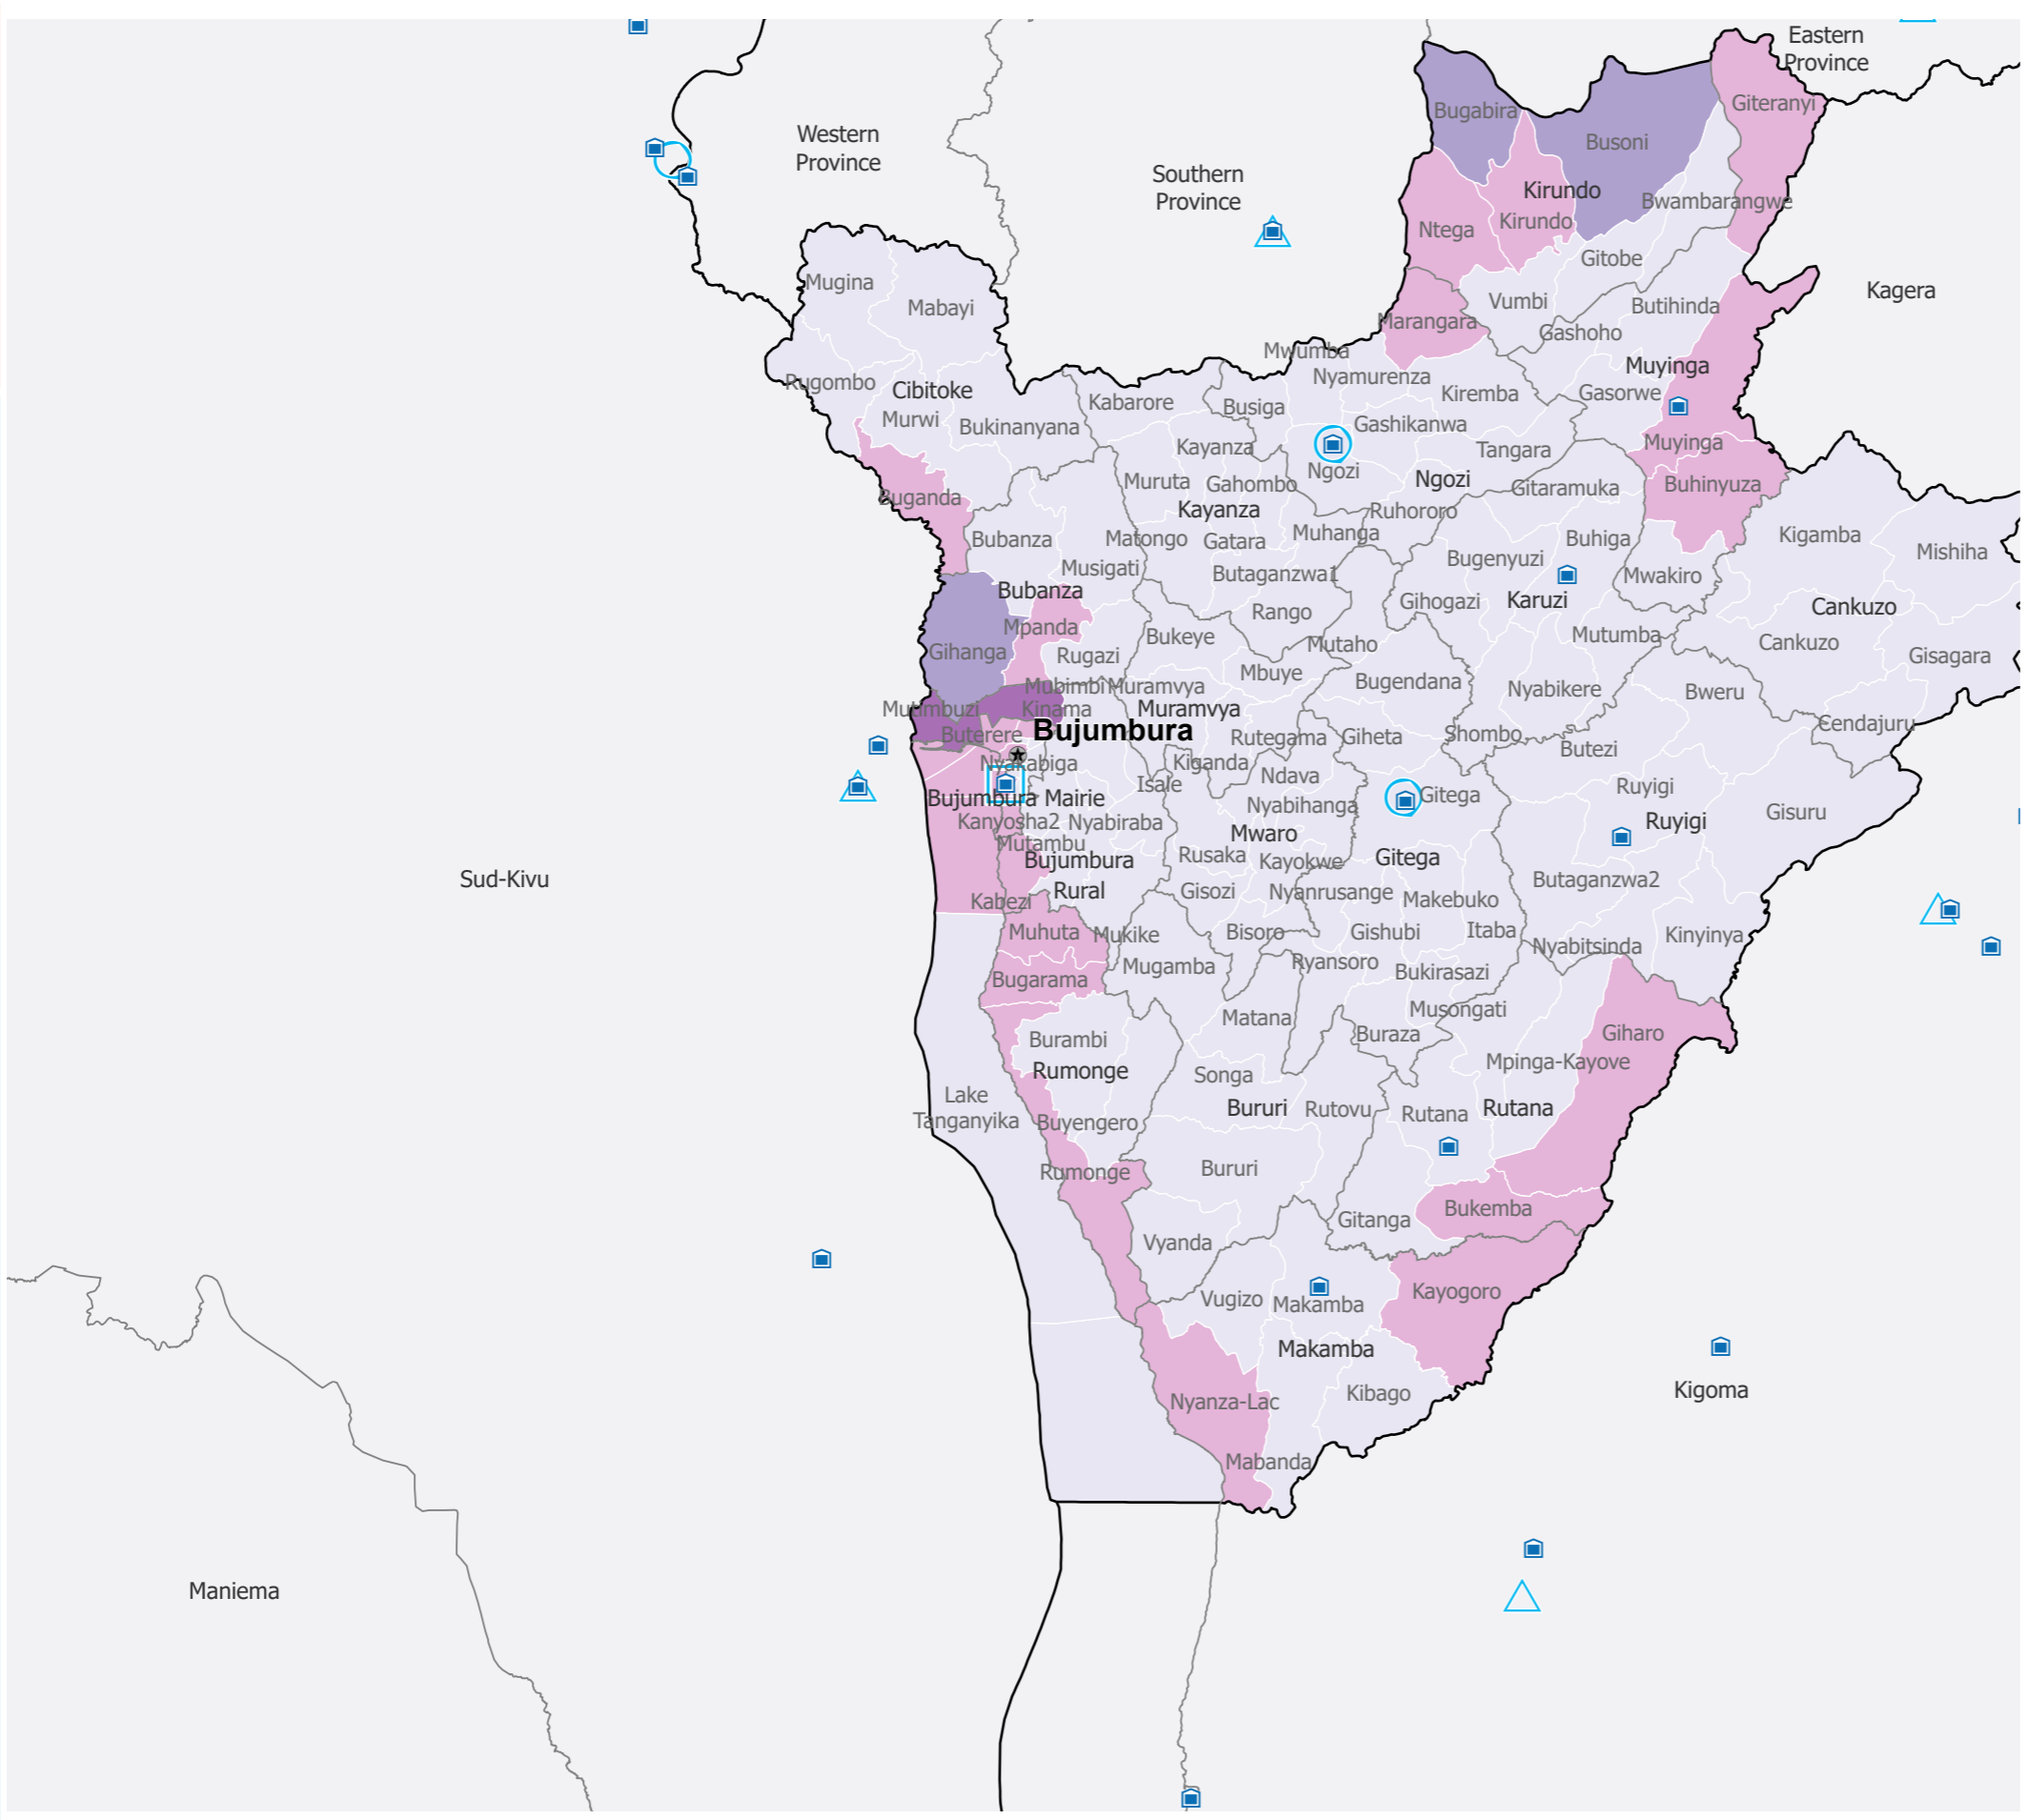 Eastern
Province
Giteranyi
Bugabira
Western
Province
Busoni
Southern
Province
Kirundo
Bwambarangwe
Kirundo
Ntega
Gitobe
Mugina
Kagera
Mabayi
Vumbi
Butihinda
Marangara
Gashoho
Mwumba
Muyinga
Nyamurenza
Rugombo
Cibitoke
Kiremba
Gasorwe
Kabarore
Busiga
Murwi
Bukinanyana
Gashikanwa
Kayanza
Muyinga
Tangara
Ngozi
Ngozi
Muruta
Gahombo
Gitaramuka
Buhinyuza
Buganda
Kayanza
Ruhororo
Muhanga
Kigamba
Bubanza
Matongo
Gatara
Buhiga
Mishiha
Bugenyuzi
Musigati
Butaganzwa1
Mwakiro
Bubanza
Gihogazi
Karuzi
Cankuzo
Rango
Mpanda
Bukeye
Mutumba
Mutaho
Cankuzo
Gihanga
Rugazi
Gisagara
Mbuye
Bugendana
Mubimbi
Muramvya
Nyabikere
Bweru
Mutimbuzi
Kinama
Muramvya
Cendajuru
Buterere
Bujumbura
Rutegama
Giheta
Shombo
Butezi
Nyakabiga
Kiganda
Ndava
Isale
Ruyigi
Gitega
Bujumbura Mairie
Nyabihanga
Gisuru
Kanyosha2
Nyabiraba
Mwaro
Ruyigi
Mutambu
Bujumbura
Rural
Rusaka
Kayokwe
Gitega
Sud-Kivu
Butaganzwa2
Gisozi
Nyanrusange
Makebuko
Kabezi
Muhuta
Mukike
Bisoro
Gishubi
Itaba
Kinyinya
Nyabitsinda
Mugamba
Ryansoro
Bukirasazi
Bugarama
Musongati
Matana
Buraza
Giharo
Burambi
Mpinga-Kayove
Rumonge
Songa
Lake
Tanganyika
Bururi
Rutovu
Rutana
Rutana
Buyengero
Rumonge
Bururi
Bukemba
Gitanga
Vyanda
Kayogoro
Vugizo
Makamba
Makamba
Kigoma
Kibago
Nyanza-Lac
Mabanda
Maniema